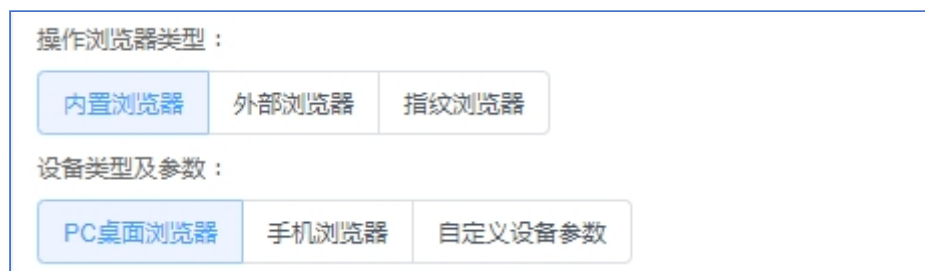 操作浏览器类型：
内置浏览器 外部浏览器 指纹浏览器
设备类型及参数：
PC桌面浏览器 手机浏览器 自定义设备参数